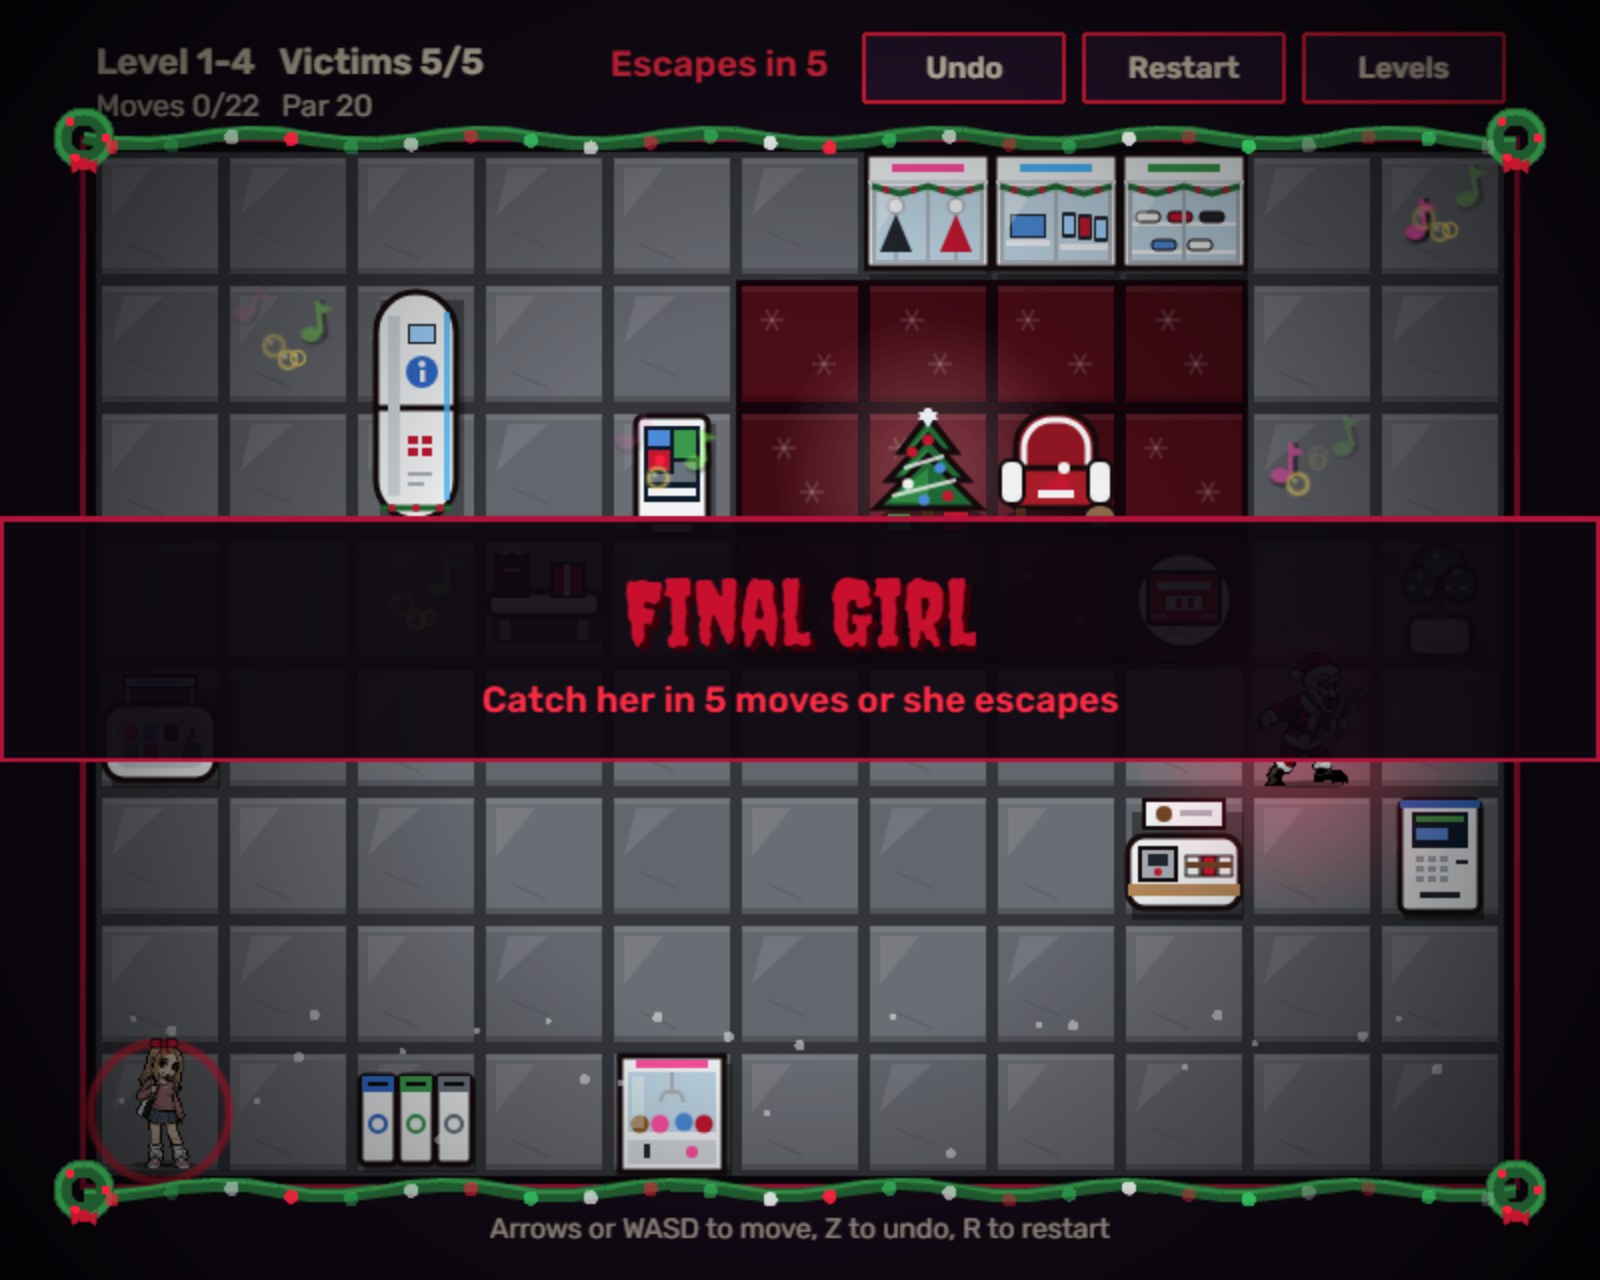 Level 1-4 Victims 5/5
Escapes in 5
Undo
Restart
Levels
Moves 0/22 Par 20
FINAL GIRL
Catch her in 5 moves or she escapes
Arrows or WASD to move, Z to undo, R to restart